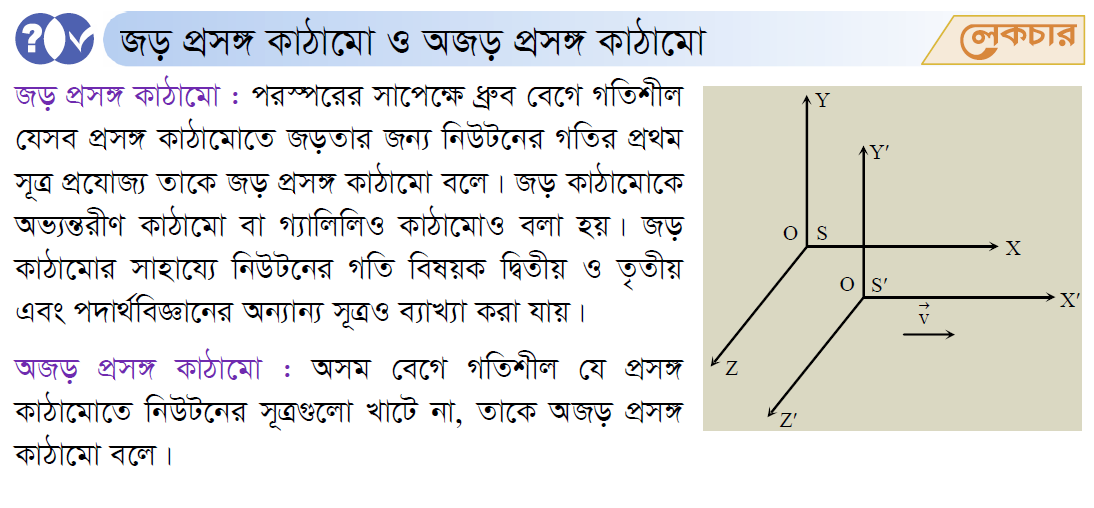 জড় প্রসঙ্গ কাঠামো ও অজড় প্রসঙ্গ কাঠামো
লেকচার
জড় প্রসঙ্গ কাঠামো : পরস্পরের সাপেক্ষে ধ্রুব বেগে গতিশীল
যেসব প্রসঙ্গ কাঠামোতে জড়তার জন্য নিউটনের গতির প্রথম
সূত্র প্রযোজ্য তাকে জড় প্রসঙ্গ কাঠামো বলে। জড় কাঠামোকে
অভ্যন্তরীণ কাঠামো বা গ্যালিলিও কাঠামোও বলা হয়। জড়
কাঠামোর সাহায্যে নিউটনের গতি বিষয়ক দ্বিতীয় ও তৃতীয়
এবং পদার্থবিজ্ঞানের অন্যান্য সূত্রও ব্যাখ্যা করা যায়।
অজড় প্রসঙ্গ কাঠামো : অসম বেগে গতিশীল যে প্রসঙ্গ
কাঠামোতে নিউটনের সূত্রগুলো খাটে না, তাকে অজড় প্রসঙ্গ
কাঠামো বলে।
Y
Y′
O S
X
O S′
X′
v
Z
Z′